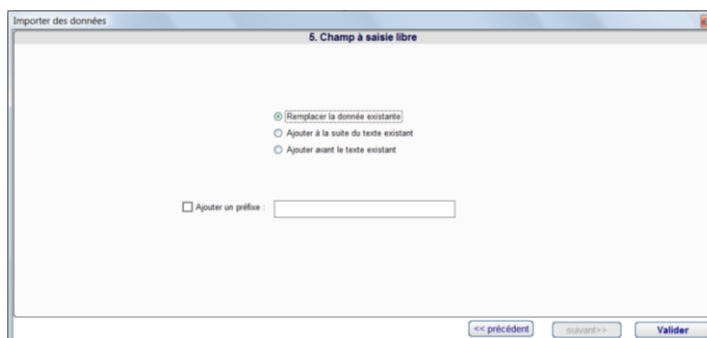 Importer des données
5. Champ à saisie libre
Remplacer la donnée existante
Ajouter à la suite du texte existant
Ajouter avant le texte existant
Ajouter un préfixe :
<< précédent
suivant>>
Valider